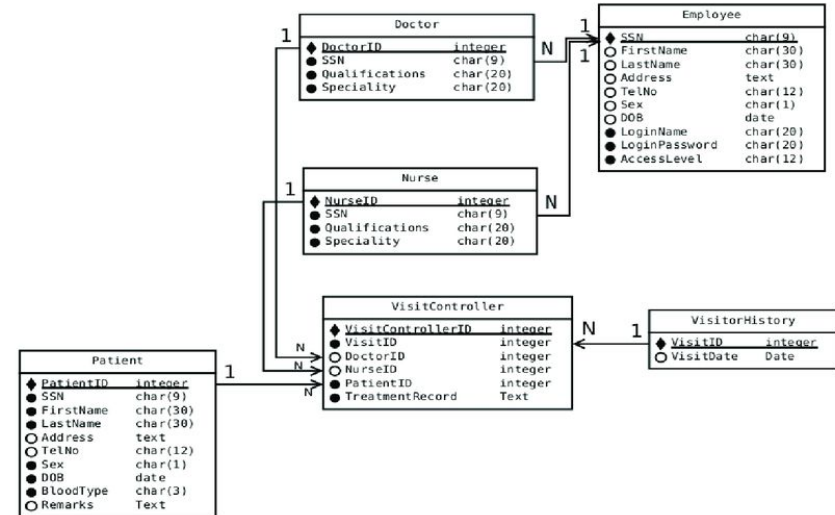 Doctor
DoctorID integer
SSN char(9)
Qualifications char(20)
Speciality char(20)
1
N
Employee
SSN char(9)
FirstName char(30)
LastName char(30)
Address text
TelNo char(12)
Sex char(1)
DOB date
LoginName char(20)
LoginPassword char(20)
AccessLevel char(12)
1
1
Nurse
NurseID integer
SSN char(9)
Qualifications char(20)
Speciality char(20)
1
N
VisitController
VisitControllerID integer
VisitID integer
DoctorID integer
NurseID integer
PatientID integer
TreatmentRecord Text
N
N
N
N
1
VisitorHistory
VisitID integer
VisitDate Date
Patient
PatientID integer
SSN char(9)
FirstName char(30)
LastName char(30)
Address text
TelNo char(12)
Sex char(1)
DOB date
BloodType char(3)
Remarks Text
1